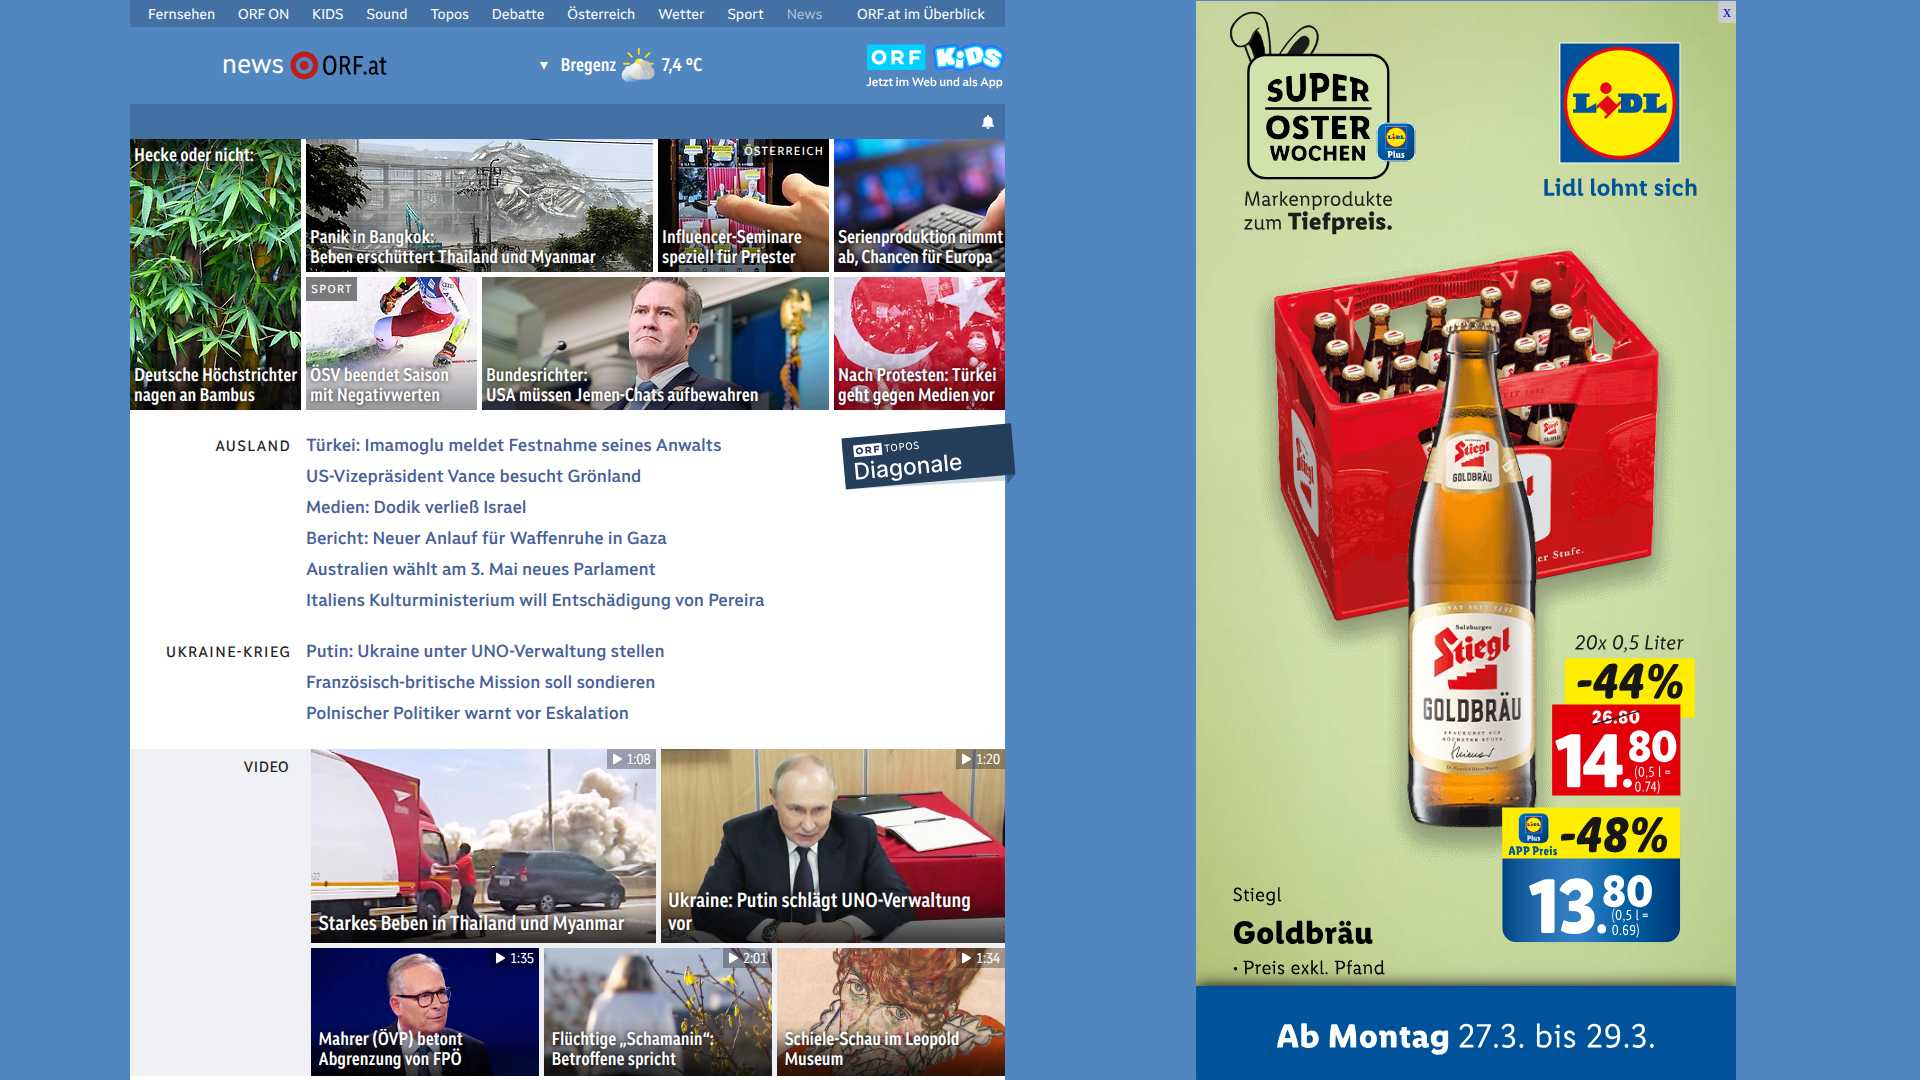 Fernsehen ORF ON KIDS Sound Topos Debatte Österreich Wetter Sport News ORF.at im Überblick
news ORF.at
Bregenz 7,4 °C
ORF KiDS
Jetzt im Web und als App
Hecke oder nicht:
Deutsche Höchstrichter
nagen an Bambus
Panik in Bangkok:
Beben erschüttert Thailand und Myanmar
ÖSTERREICH
Influencer-Seminare
speziell für Priester
Serienproduktion nimmt
ab, Chancen für Europa
SPORT
ÖSV beendet Saison
mit Negativwerten
Bundesrichter:
USA müssen Jemen-Chats aufbewahren
Nach Protesten: Türkei
geht gegen Medien vor
AUSLAND
Türkei: Imamoglu meldet Festnahme seines Anwalts
US-Vizepräsident Vance besucht Grönland
Medien: Dodik verließ Israel
Bericht: Neuer Anlauf für Waffenruhe in Gaza
Australien wählt am 3. Mai neues Parlament
Italiens Kulturministerium will Entschädigung von Pereira
ORF TOPOS
Diagonale
UKRAINE-KRIEG
Putin: Ukraine unter UNO-Verwaltung stellen
Französisch-britische Mission soll sondieren
Polnischer Politiker warnt vor Eskalation
VIDEO
1:08
Starkes Beben in Thailand und Myanmar
1:20
Ukraine: Putin schlägt UNO-Verwaltung
vor
1:35
Mahrer (ÖVP) betont
Abgrenzung von FPÖ
2:01
Flüchtige „Schamanin“:
Betroffene spricht
1:34
Schiele-Schau im Leopold
Museum
x
SUPER
OSTER
WOCHEN
LIDL
Plus
Markenprodukte
zum Tiefpreis.
LIDL
Lidl lohnt sich
Stiegl
GOLDBRÄU
er Stufe.
Salzburger
Stiegl
GOLDBRÄU
BRAUKUNST AUF
HÖCHSTER STUFE.
20x 0,5 Liter
-44%
26.80
14.80
(0,5 l =
0.74)
LIDL
Plus
APP Preis
-48%
13.80
(0,5 l =
0.69)
Stiegl
Goldbräu
• Preis exkl. Pfand
Ab Montag 27.3. bis 29.3.